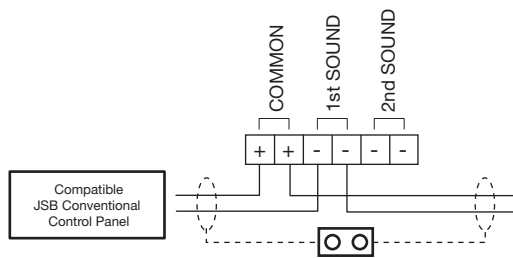 COMMON
1st SOUND
2nd SOUND
+ + - - - -
Compatible
JSB Conventional
Control Panel